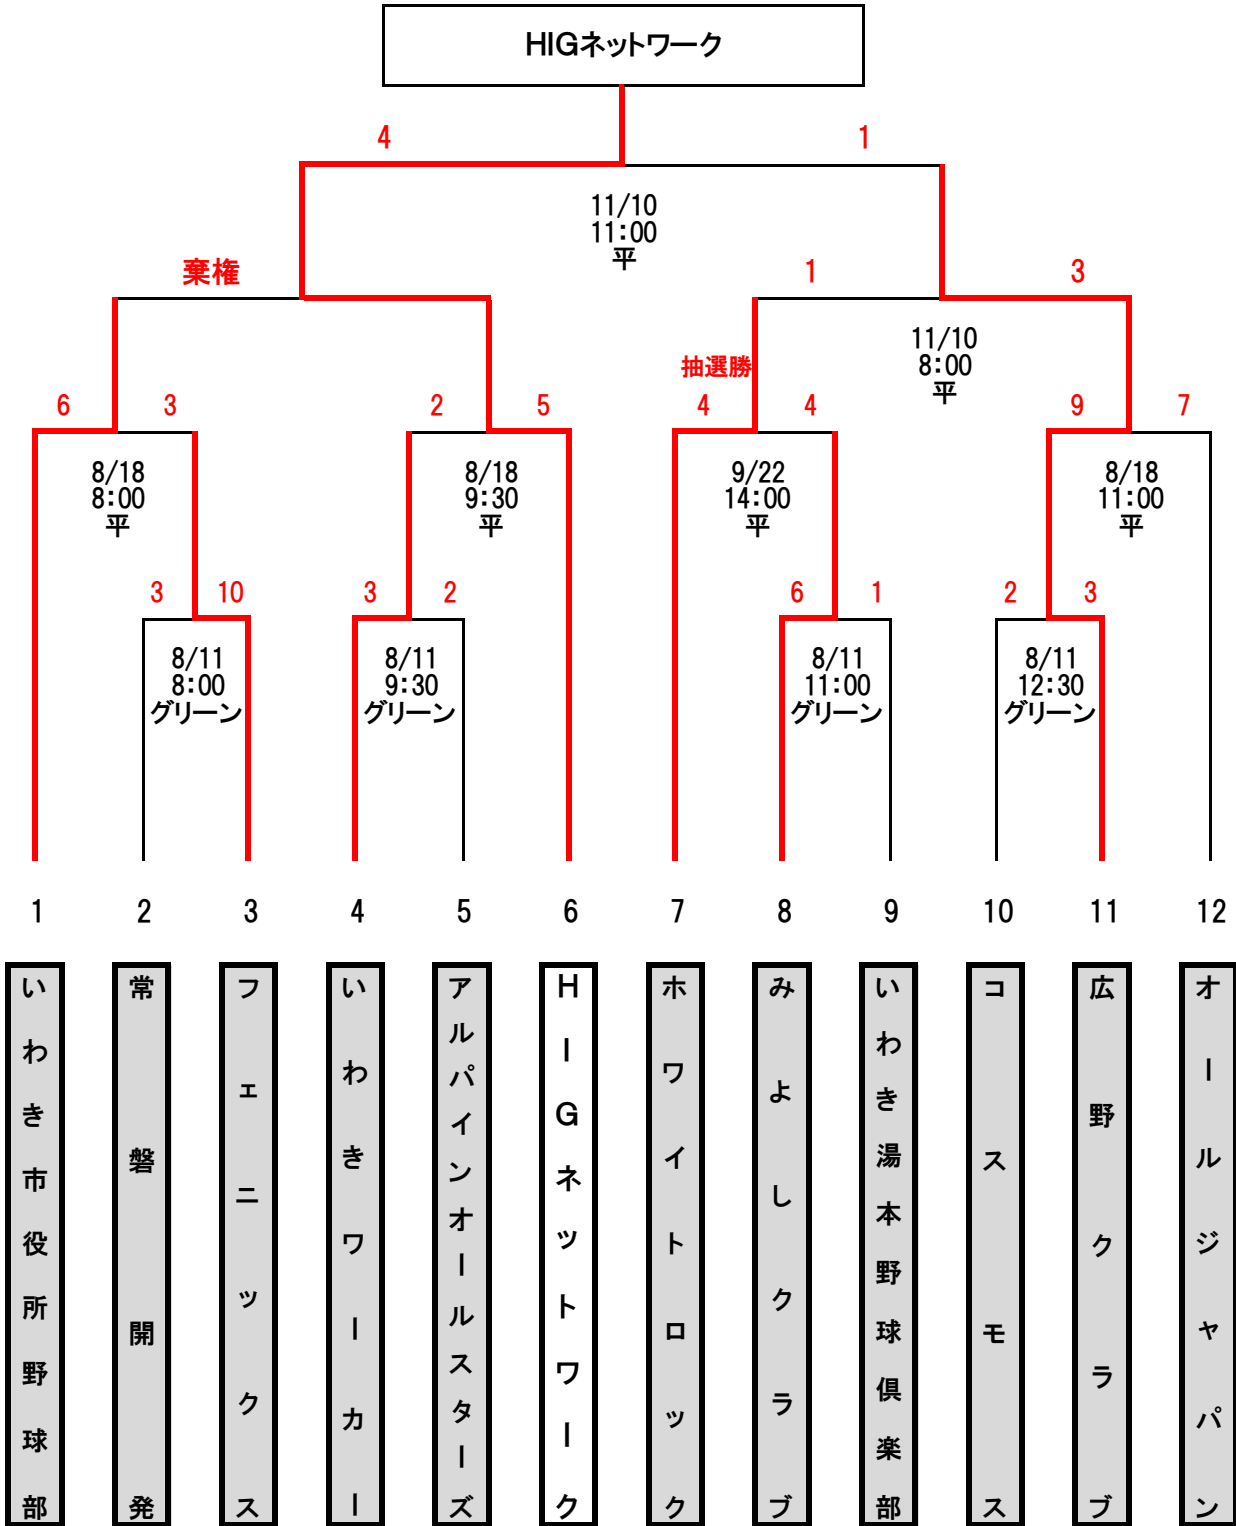 HIGネットワーク
4
1
11/10
11:00
平
棄権
1
3
11/10
8:00
平
抽選勝
6
3
2
5
4
4
9
7
8/18
8:00
平
8/18
9:30
平
9/22
14:00
平
8/18
11:00
平
3
10
3
2
6
1
2
3
8/11
8:00
グリーン
8/11
9:30
グリーン
8/11
11:00
グリーン
8/11
12:30
グリーン
1
2
3
4
5
6
7
8
9
10
11
12
いわき市役所野球部
常磐開発
フェニックス
いわきワーカー
アルパインオールスターズ
HIGネットワーク
ホワイトロック
みよしクラブ
いわき湯本野球倶楽部
コスモス
広野クラブ
オールジャパン